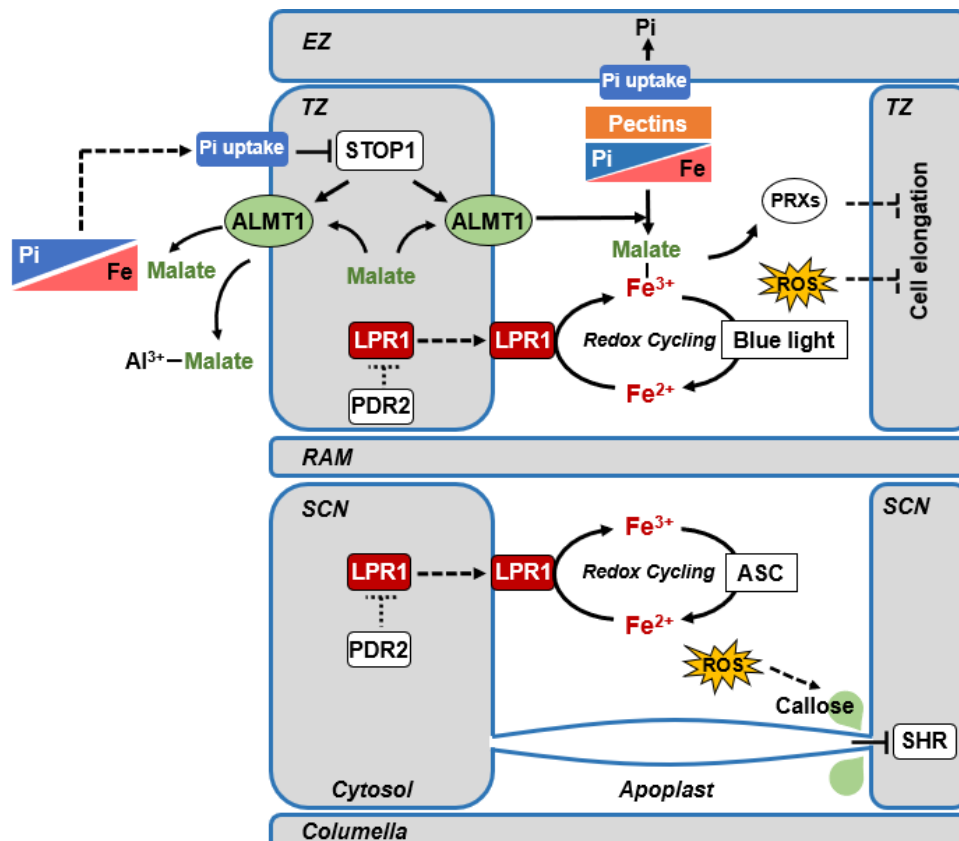 EZ
Pi
Pi uptake
TZ
TZ
Pectins
Pi uptake
STOP1
Pi
Fe
PRXs
ALMT1
ALMT1
Pi
Fe
Malate
Malate
Malate
Fe³⁺
ROS
Cell elongation
LPR1
LPR1
Redox Cycling
Blue light
Al³⁺–Malate
Fe²⁺
PDR2
RAM
SCN
SCN
Fe³⁺
LPR1
LPR1
Redox Cycling
ASC
Fe²⁺
PDR2
ROS
Callose
SHR
Cytosol
Apoplast
Columella